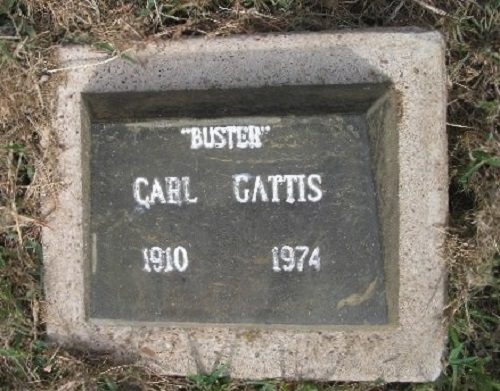 "BUSTER"
CARL GATTIS
1910 1974